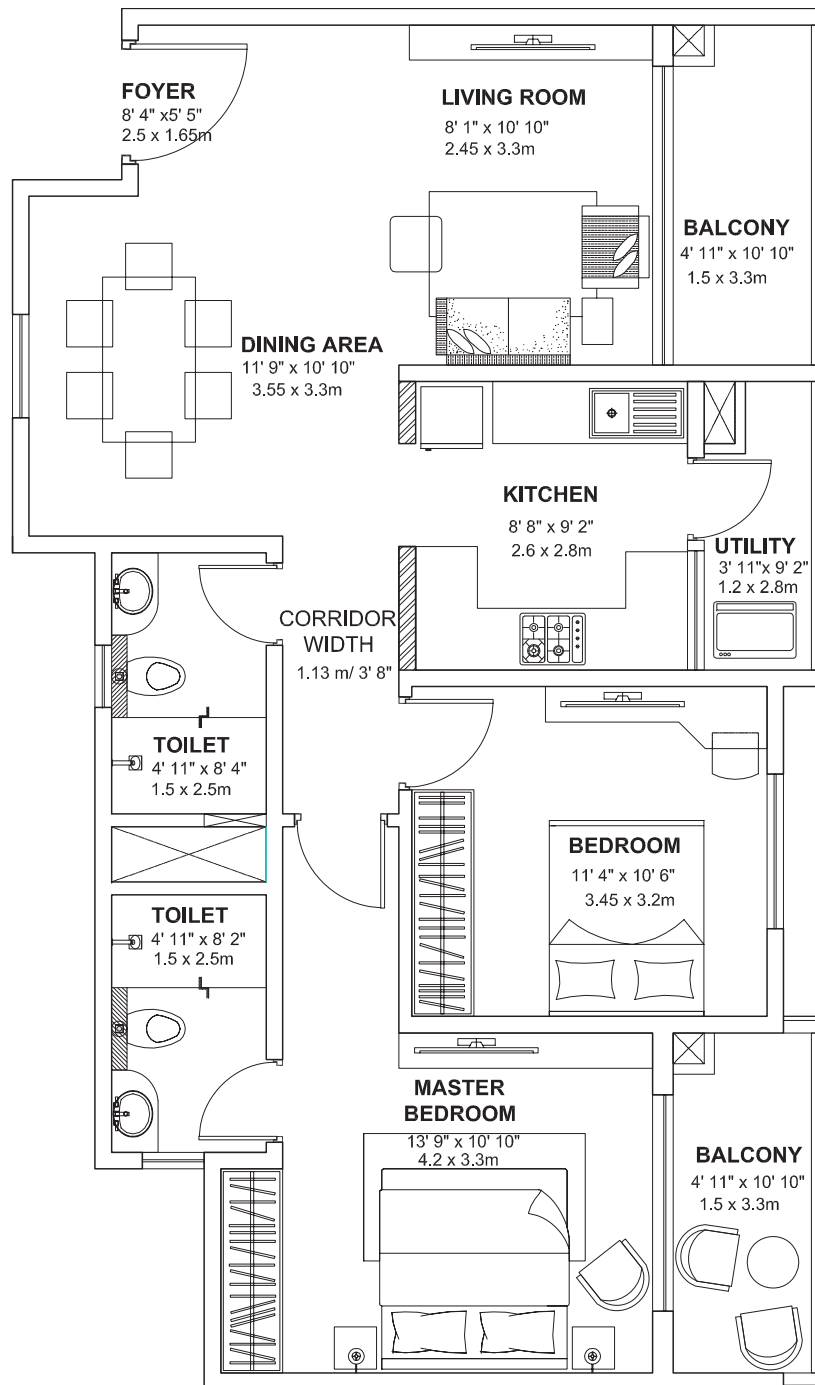 FOYER
8' 4" x5' 5"
2.5 x 1.65m
LIVING ROOM
8' 1" x 10' 10"
2.45 x 3.3m
BALCONY
4' 11" x 10' 10"
1.5 x 3.3m
DINING AREA
11' 9" x 10' 10"
3.55 x 3.3m
KITCHEN
8' 8" x 9' 2"
2.6 x 2.8m
UTILITY
3' 11"x 9' 2"
1.2 x 2.8m
CORRIDOR
WIDTH
1.13 m/ 3' 8"
TOILET
4' 11" x 8' 4"
1.5 x 2.5m
BEDROOM
11' 4" x 10' 6"
3.45 x 3.2m
TOILET
4' 11" x 8' 2"
1.5 x 2.5m
MASTER
BEDROOM
13' 9" x 10' 10"
4.2 x 3.3m
BALCONY
4' 11" x 10' 10"
1.5 x 3.3m